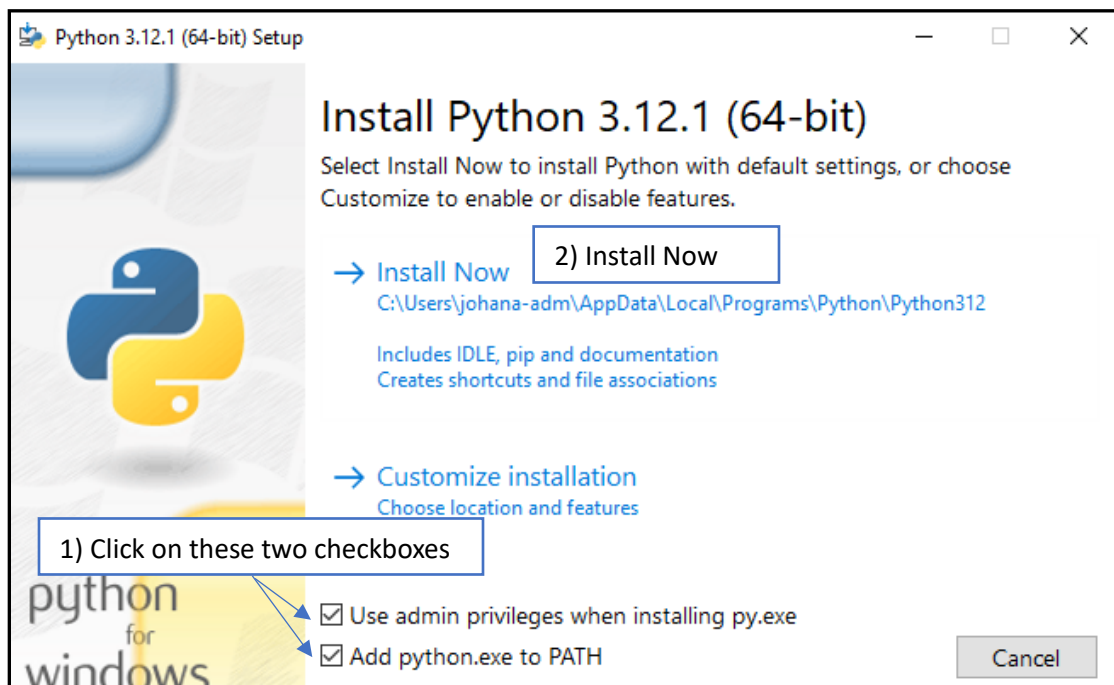 Python 3.12.1 (64-bit) Setup
Install Python 3.12.1 (64-bit)
Select Install Now to install Python with default settings, or choose
Customize to enable or disable features.
2) Install Now
Install Now
C:\Users\johana-adm\AppData\Local\Programs\Python\Python312
Includes IDLE, pip and documentation
Creates shortcuts and file associations
Customize installation
Choose location and features
1) Click on these two checkboxes
python
for
windows
Use admin privileges when installing py.exe
Add python.exe to PATH
Cancel